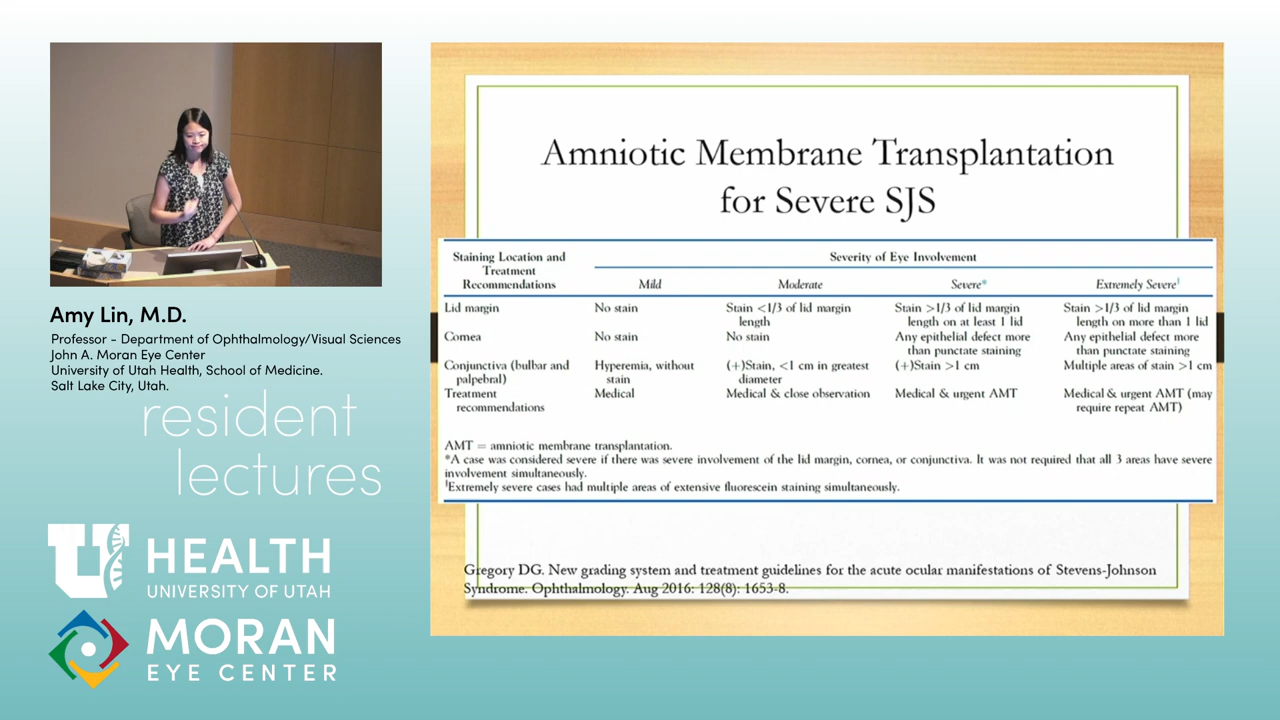 Amy Lin, M.D.
Professor - Department of Ophthalmology/Visual Sciences
John A. Moran Eye Center
University of Utah Health, School of Medicine.
Salt Lake City, Utah.
resident
lectures
U HEALTH
UNIVERSITY OF UTAH
MORAN
EYE CENTER
Amniotic Membrane Transplantation
for Severe SJS
Staining Location and
Treatment
Recommendations
Severity of Eye Involvement
Mild Moderate Severe* Extremely Severe†
Lid margin No stain Stain <1/3 of lid margin Stain >1/3 of lid margin Stain >1/3 of lid margin
length length on at least 1 lid length on more than 1 lid
Cornea No stain No stain Any epithelial defect more Any epithelial defect more
than punctate staining than punctate staining
Conjunctiva (bulbar and Hyperemia, without (+)Stain, <1 cm in greatest (+)Stain >1 cm Multiple areas of stain >1 cm
palpebral) stain diameter
Treatment Medical Medical & close observation Medical & urgent AMT Medical & urgent AMT (may
recommendations require repeat AMT)
AMT = amniotic membrane transplantation.
*A case was considered severe if there was severe involvement of the lid margin, cornea, or conjunctiva. It was not required that all 3 areas have severe
involvement simultaneously.
†Extremely severe cases had multiple areas of extensive fluorescein staining simultaneously.
Gregory DG. New grading system and treatment guidelines for the acute ocular manifestations of Stevens-Johnson
Syndrome. Ophthalmology. Aug 2016: 128(8): 1653-8.